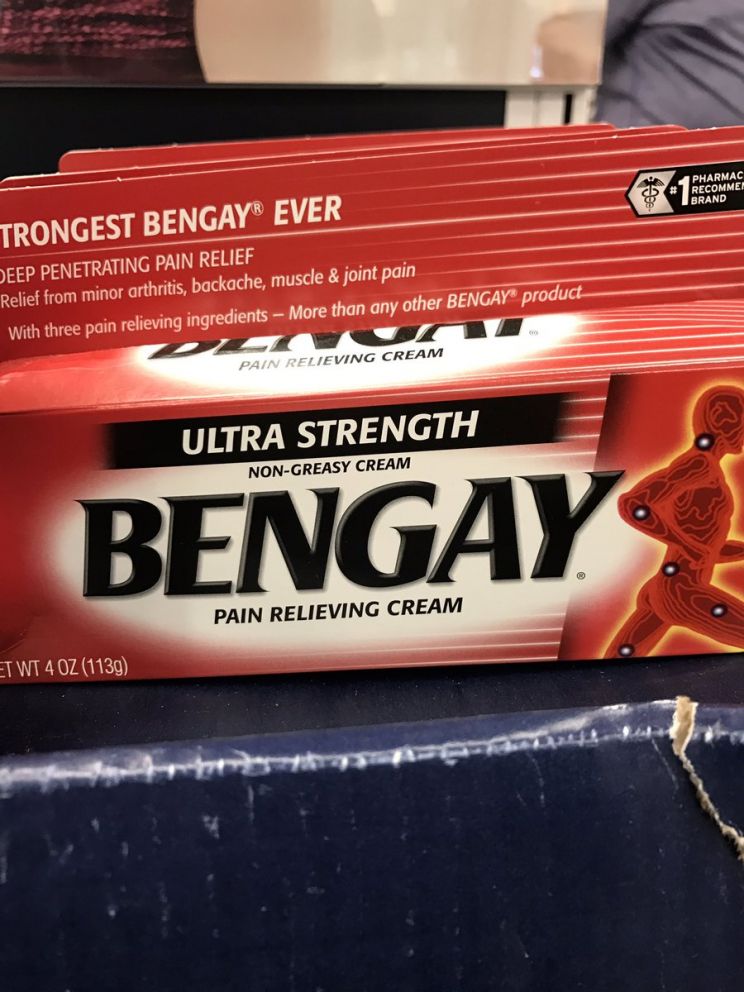 TRONGEST BENGAY® EVER
#1 PHARMAC
RECOMME
BRAND
DEEP PENETRATING PAIN RELIEF
Relief from minor arthritis, backache, muscle & joint pain
With three pain relieving ingredients – More than any other BENGAY® product
BENGAY®
PAIN RELIEVING CREAM
ULTRA STRENGTH
NON-GREASY CREAM
BENGAY®
PAIN RELIEVING CREAM
ET WT 4 OZ (113g)